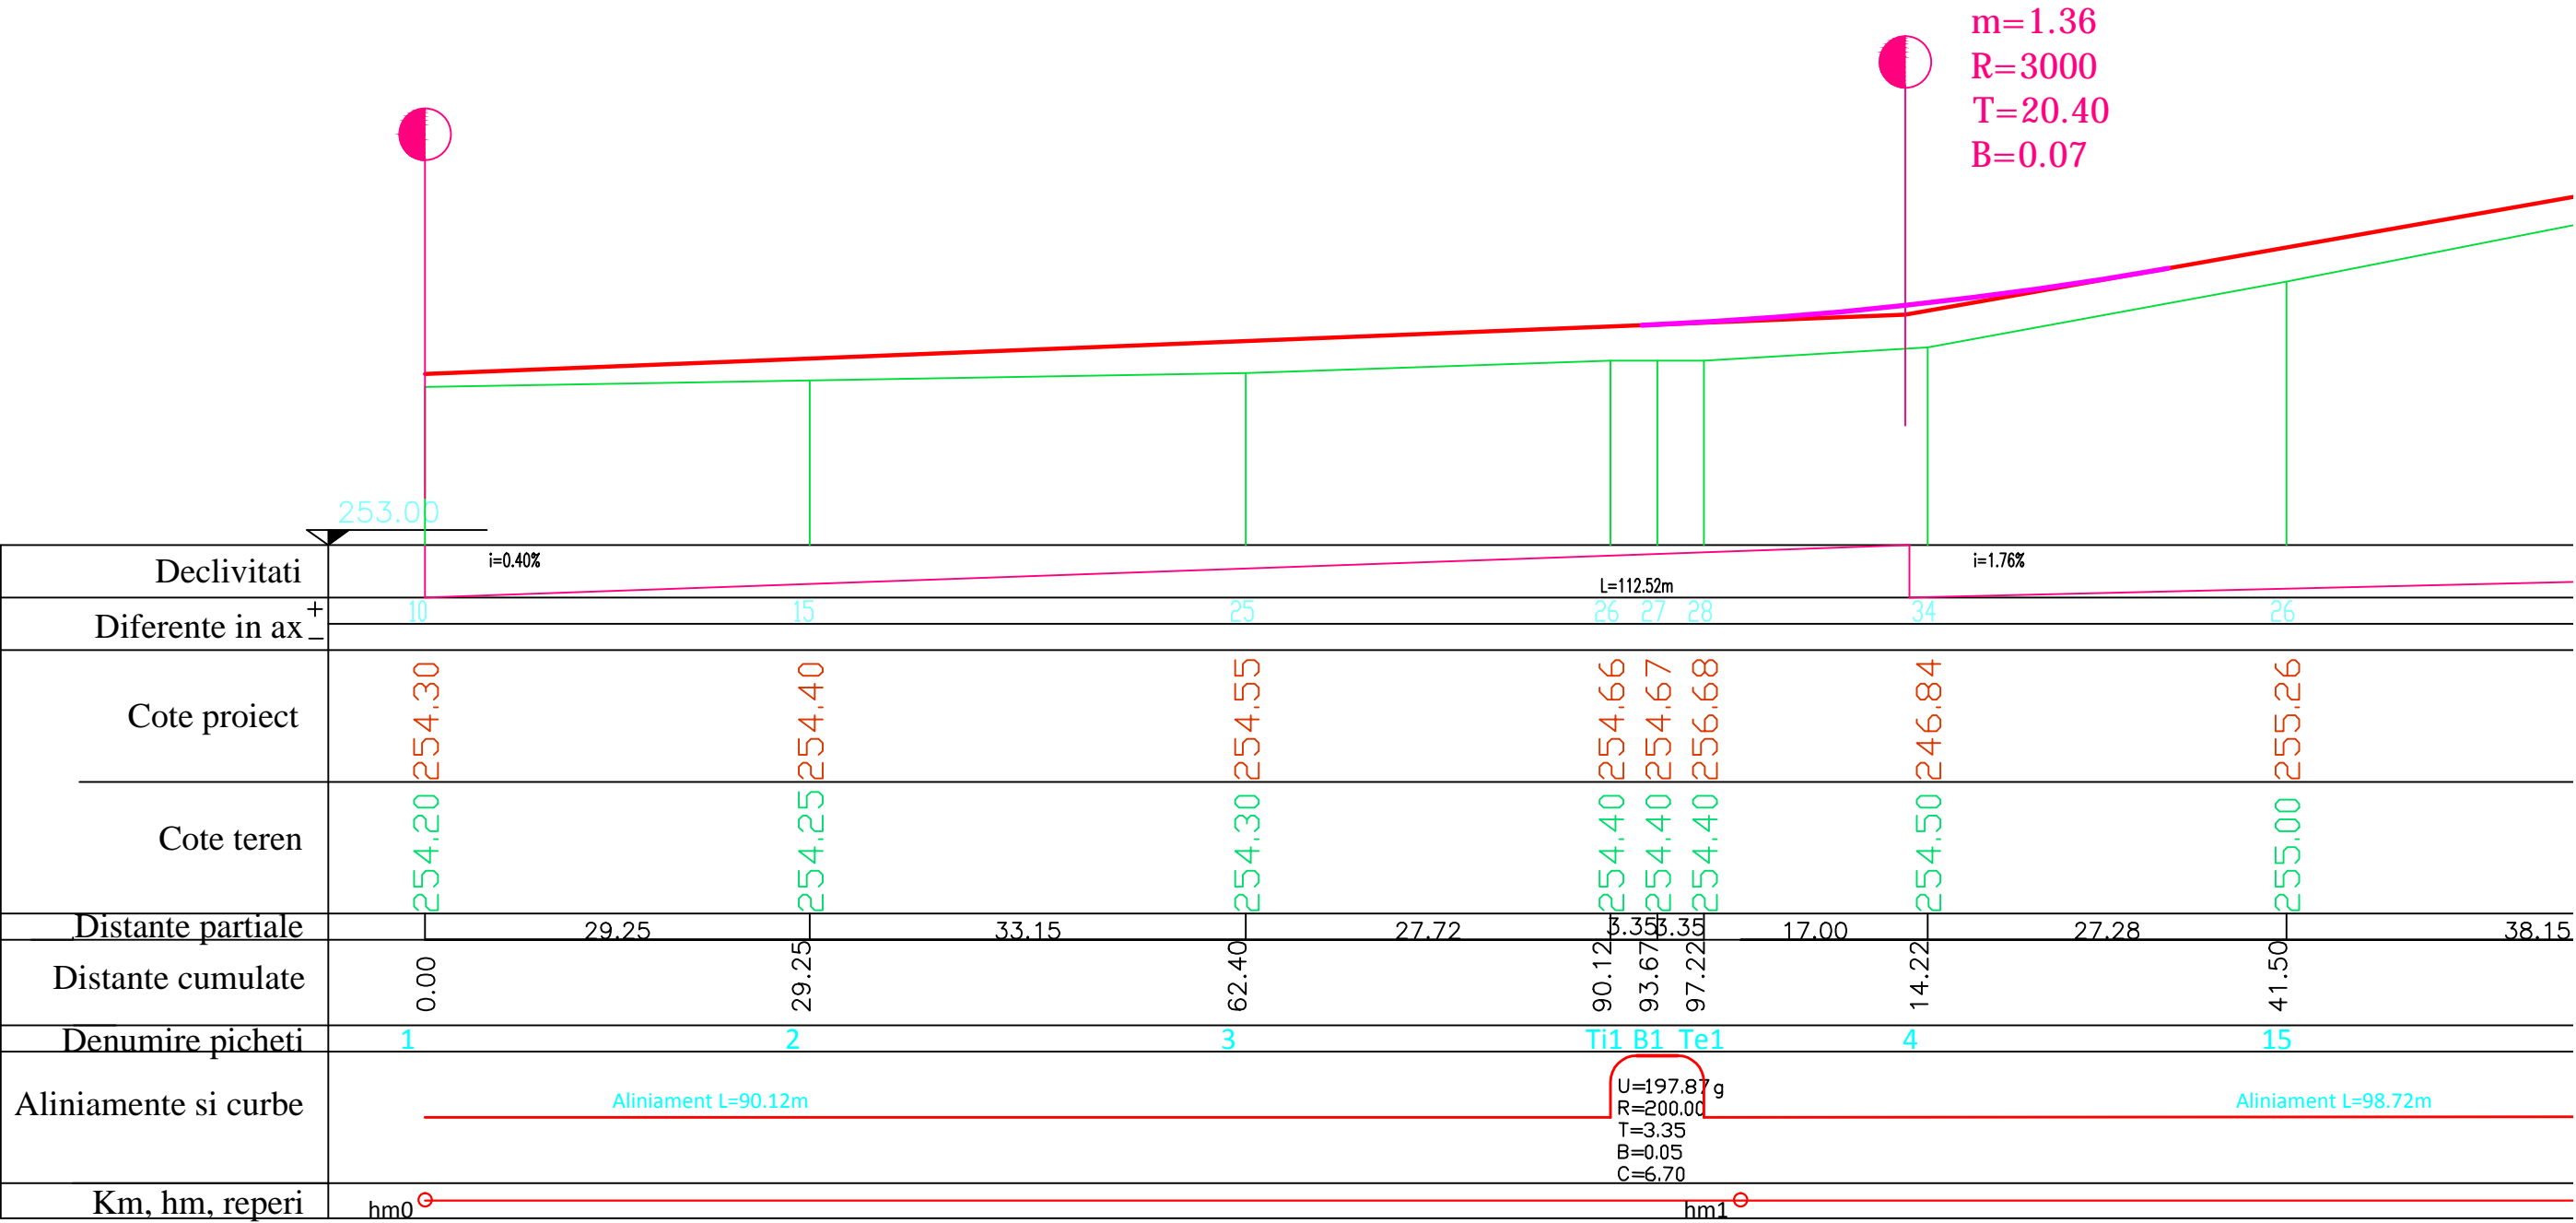 m=1.36
R=3000
T=20.40
B=0.07
253.00
Declivitati
i=0.40%
L=112.52m
i=1.76%
Diferente in ax + −
10 15 25 26 27 28 34 26
Cote proiect
254.30 254.40 254.55 254.66 254.67 256.68 246.84 255.26
Cote teren
254.20 254.25 254.30 254.40 254.40 254.40 254.50 255.00
Distante partiale
29.25 33.15 27.72 3.35 3.35 17.00 27.28 38.15
Distante cumulate
0.00 29.25 62.40 90.12 93.67 97.22 14.22 41.50
Denumire picheti
1 2 3 Ti1 B1 Te1 4 15
Aliniamente si curbe
Aliniament L=90.12m
U=197.87g
R=200.00
T=3.35
B=0.05
C=6.70
Aliniament L=98.72m
Km, hm, reperi
hm0 hm1